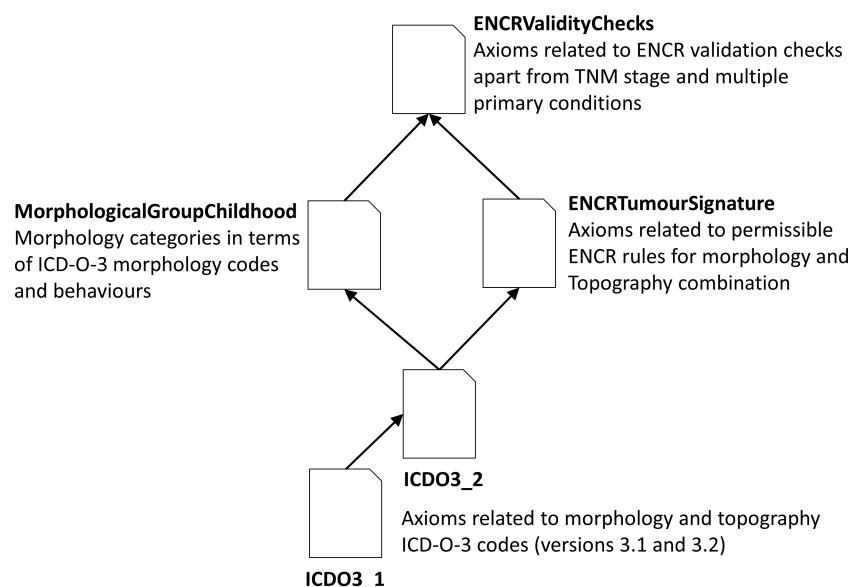 ENCRValidityChecks
Axioms related to ENCR validation checks
apart from TNM stage and multiple
primary conditions
MorphologicalGroupChildhood
Morphology categories in terms
of ICD-O-3 morphology codes
and behaviours
ENCRTumourSignature
Axioms related to permissible
ENCR rules for morphology and
Topography combination
ICDO3_2
Axioms related to morphology and topography
ICD-O-3 codes (versions 3.1 and 3.2)
ICDO3_1